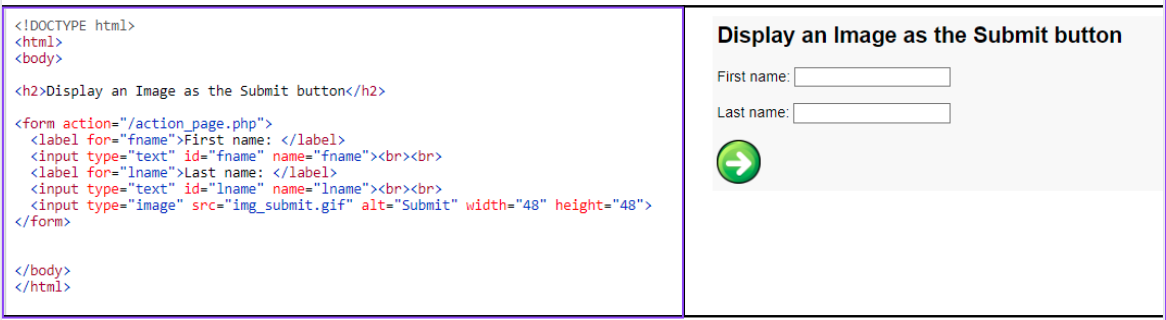 <!DOCTYPE html>
<html>
<body>
<h2>Display an Image as the Submit button</h2>
<form action="/action_page.php">
<label for="fname">First name: </label>
<input type="text" id="fname" name="fname"><br><br>
<label for="lname">Last name: </label>
<input type="text" id="lname" name="lname"><br><br>
<input type="image" src="img_submit.gif" alt="Submit" width="48" height="48">
</form>
</body>
</html>
Display an Image as the Submit button
First name:
Last name: